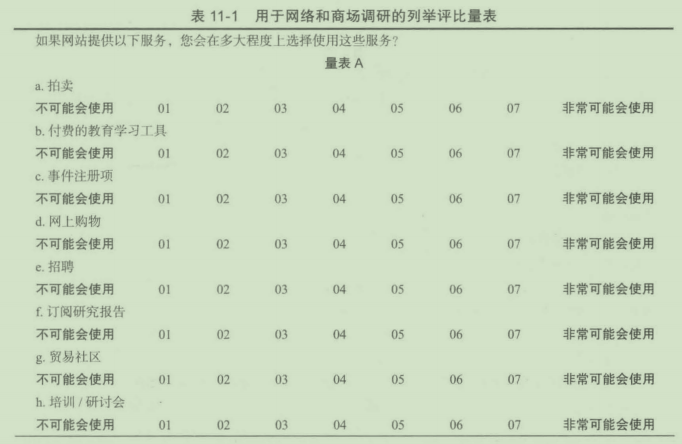 表 11-1 用于网络和商场调研的列举评比量表
如果网站提供以下服务，您会在多大程度上选择使用这些服务？
量表 A
a. 拍卖
不可能会使用 01 02 03 04 05 06 07 非常可能会使用
b. 付费的教育学习工具
不可能会使用 01 02 03 04 05 06 07 非常可能会使用
c. 事件注册项
不可能会使用 01 02 03 04 05 06 07 非常可能会使用
d. 网上购物
不可能会使用 01 02 03 04 05 06 07 非常可能会使用
e. 招聘
不可能会使用 01 02 03 04 05 06 07 非常可能会使用
f. 订阅研究报告
不可能会使用 01 02 03 04 05 06 07 非常可能会使用
g. 贸易社区
不可能会使用 01 02 03 04 05 06 07 非常可能会使用
h. 培训 / 研讨会
不可能会使用 01 02 03 04 05 06 07 非常可能会使用